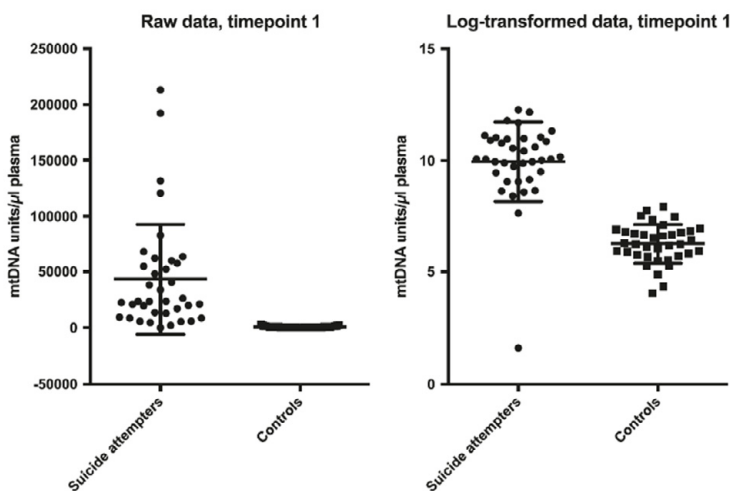 Raw data, timepoint 1
mtDNA units/µl plasma
250000
200000
150000
100000
50000
0
-50000
Suicide attempters
Controls
Log-transformed data, timepoint 1
mtDNA units/µl plasma
15
10
5
0
Suicide attempters
Controls